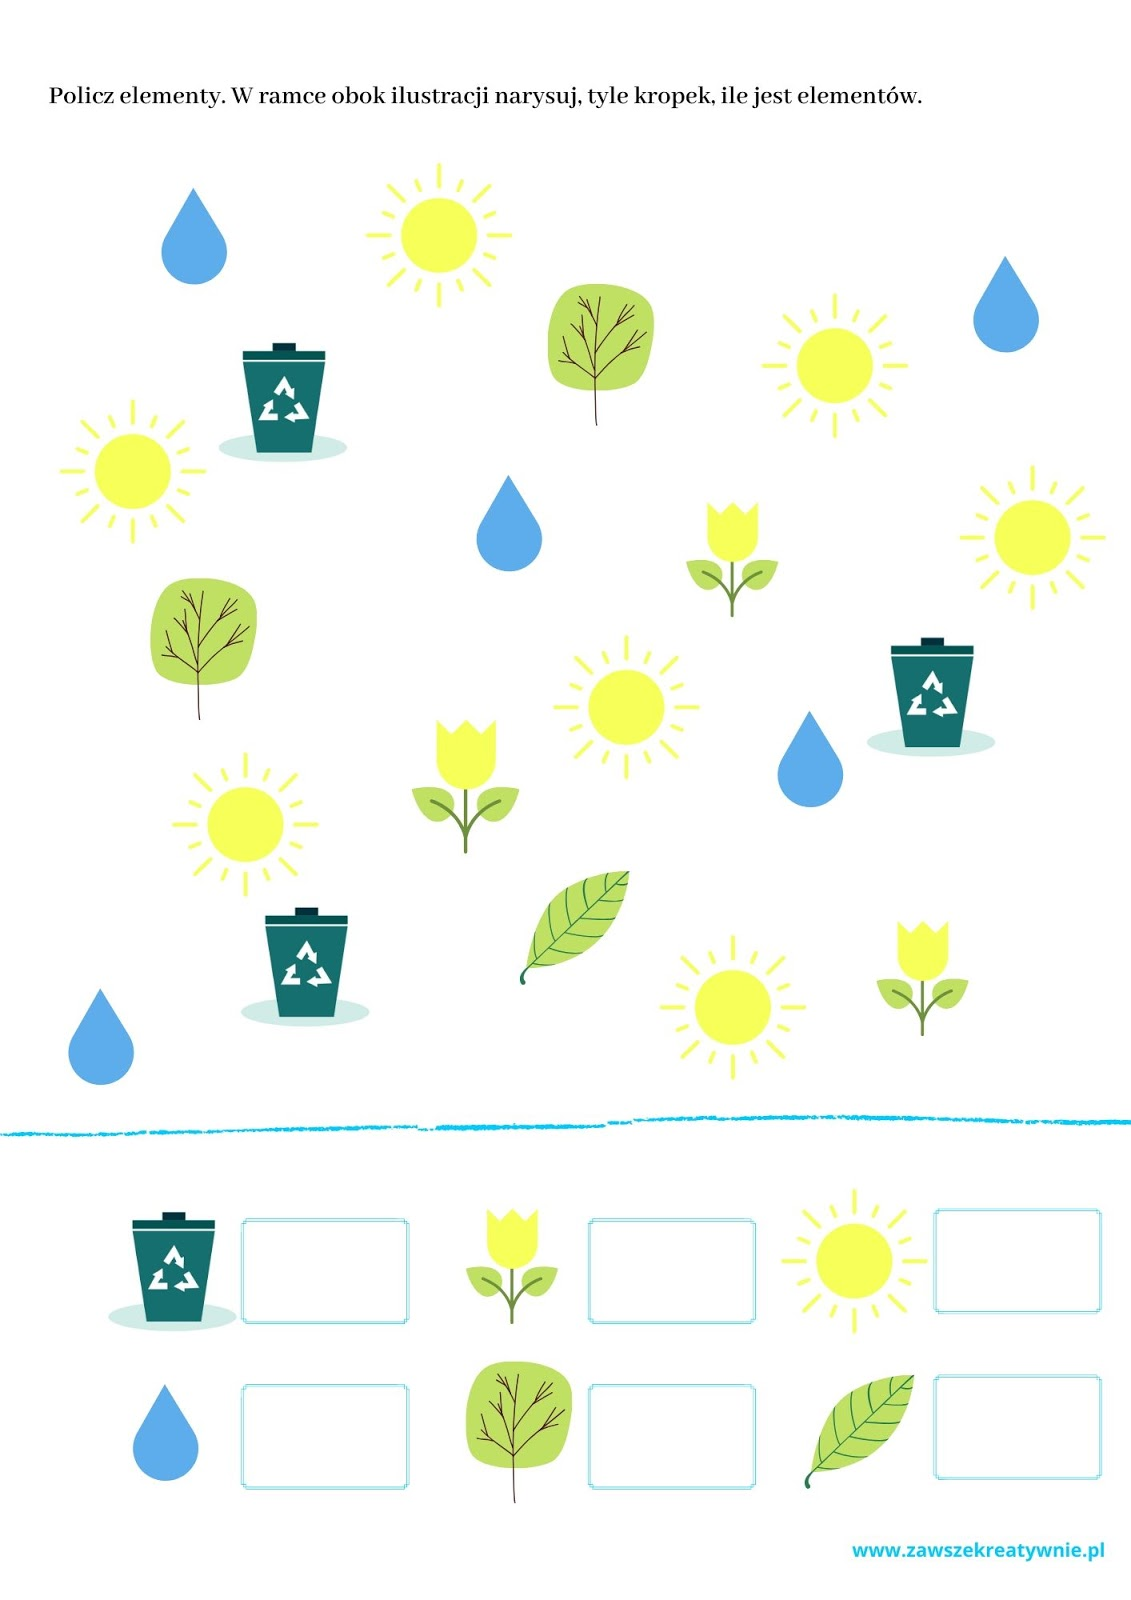 Policz elementy. W ramce obok ilustracji narysuj, tyle kropek, ile jest elementów.
www.zawszekreatywnie.pl